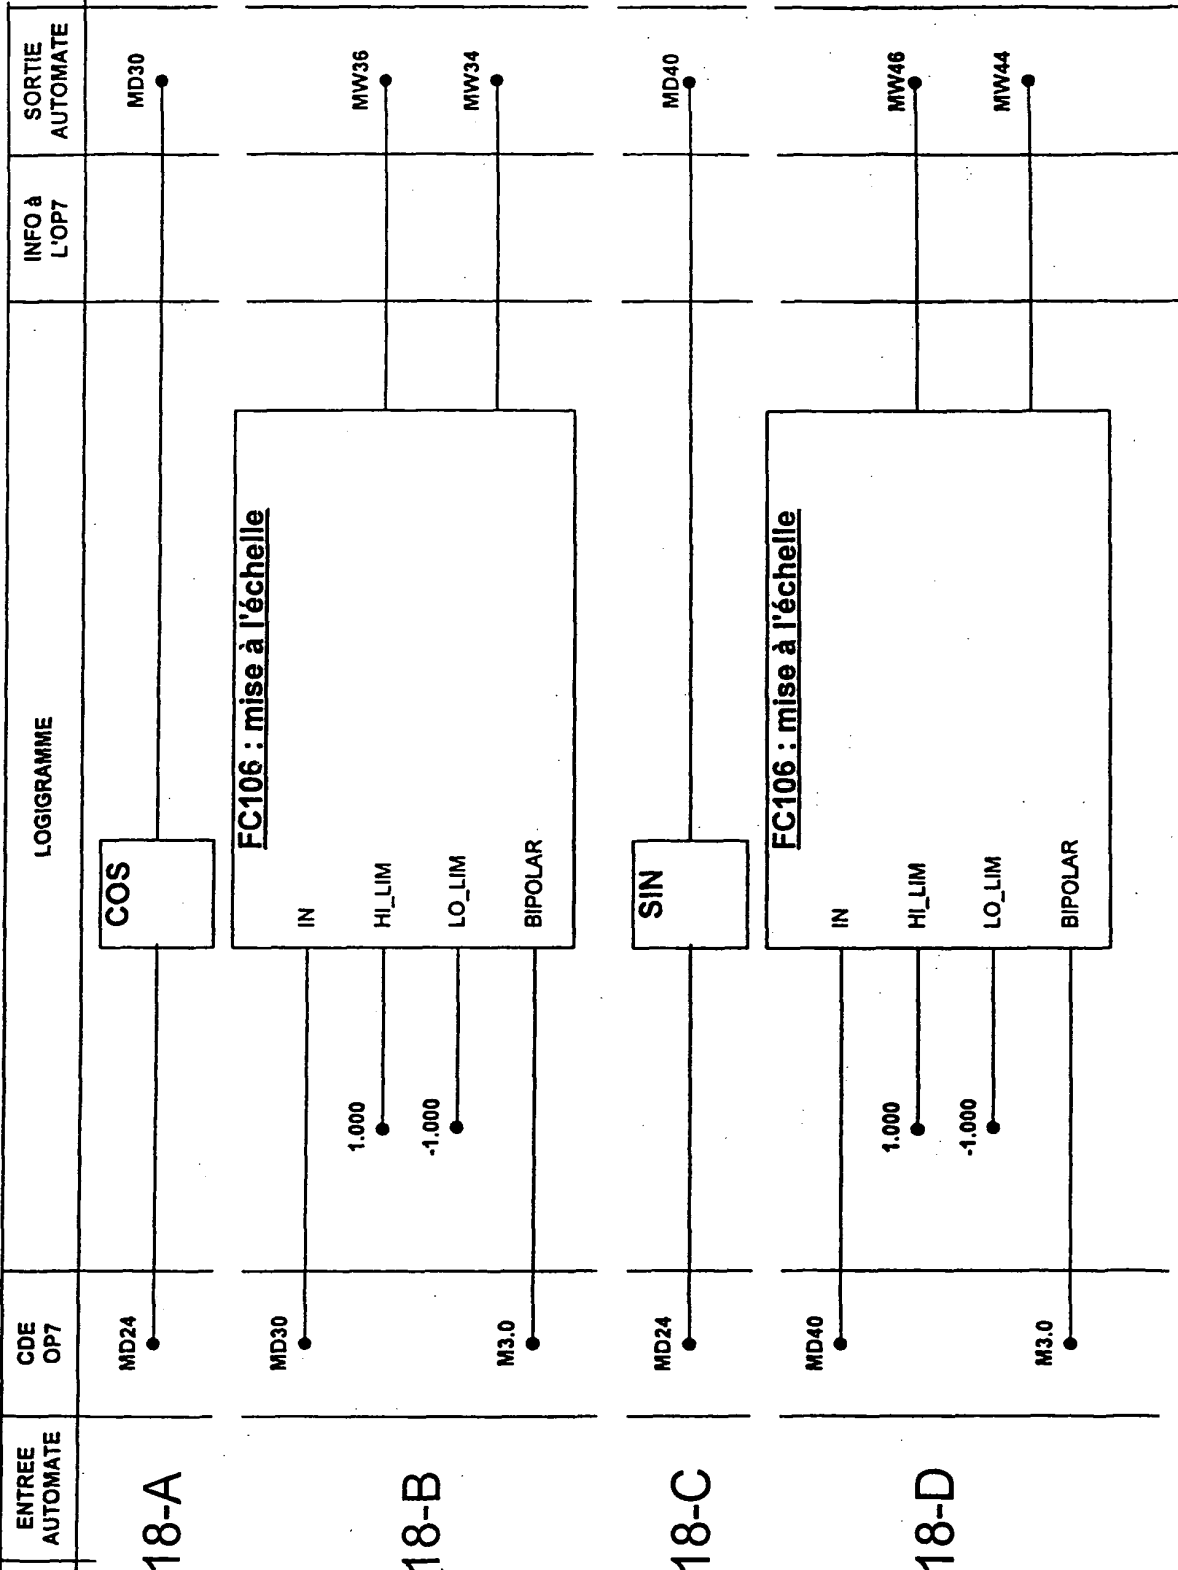 ENTREE
AUTOMATE
CDE
OP7
LOGIGRAMME
INFO à
L'OP7
SORTIE
AUTOMATE
18-A
MD24
COS
MD30
18-B
FC106 : mise à l'échelle
MD30
IN
1.000
HI_LIM
MW36
-1.000
LO_LIM
M3.0
BIPOLAR
MW34
18-C
MD24
SIN
MD40
18-D
FC106 : mise à l'échelle
MD40
IN
1.000
HI_LIM
MW46
-1.000
LO_LIM
M3.0
BIPOLAR
MW44